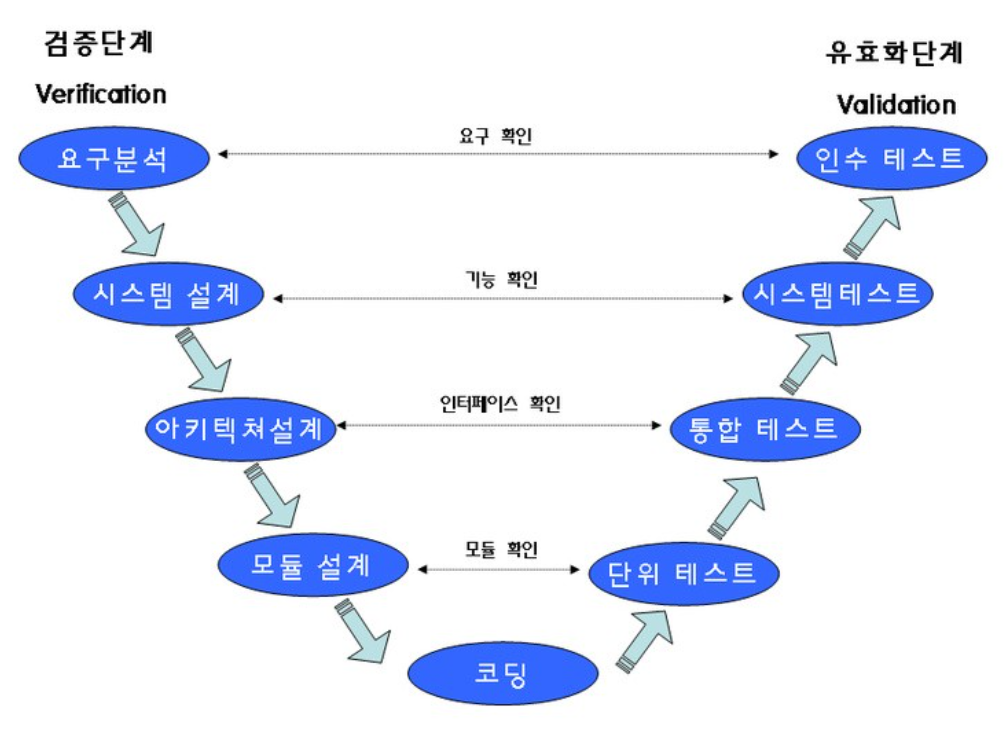 검증단계
Verification
유효화단계
Validation
요구분석
요구 확인
인수 테스트
시스템 설계
기능 확인
시스템테스트
아키텍쳐설계
인터페이스 확인
통합 테스트
모듈 설계
모듈 확인
단위 테스트
코딩